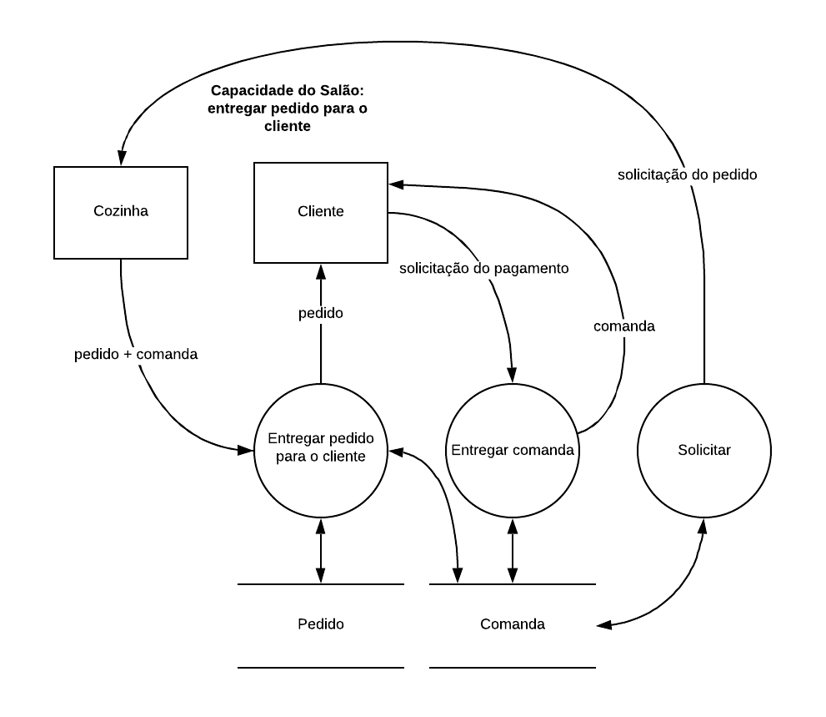 Capacidade do Salão:
entregar pedido para o
cliente
solicitação do pedido
Cozinha
Cliente
solicitação do pagamento
pedido
comanda
pedido + comanda
Entregar pedido
para o cliente
Entregar comanda
Solicitar
Pedido
Comanda